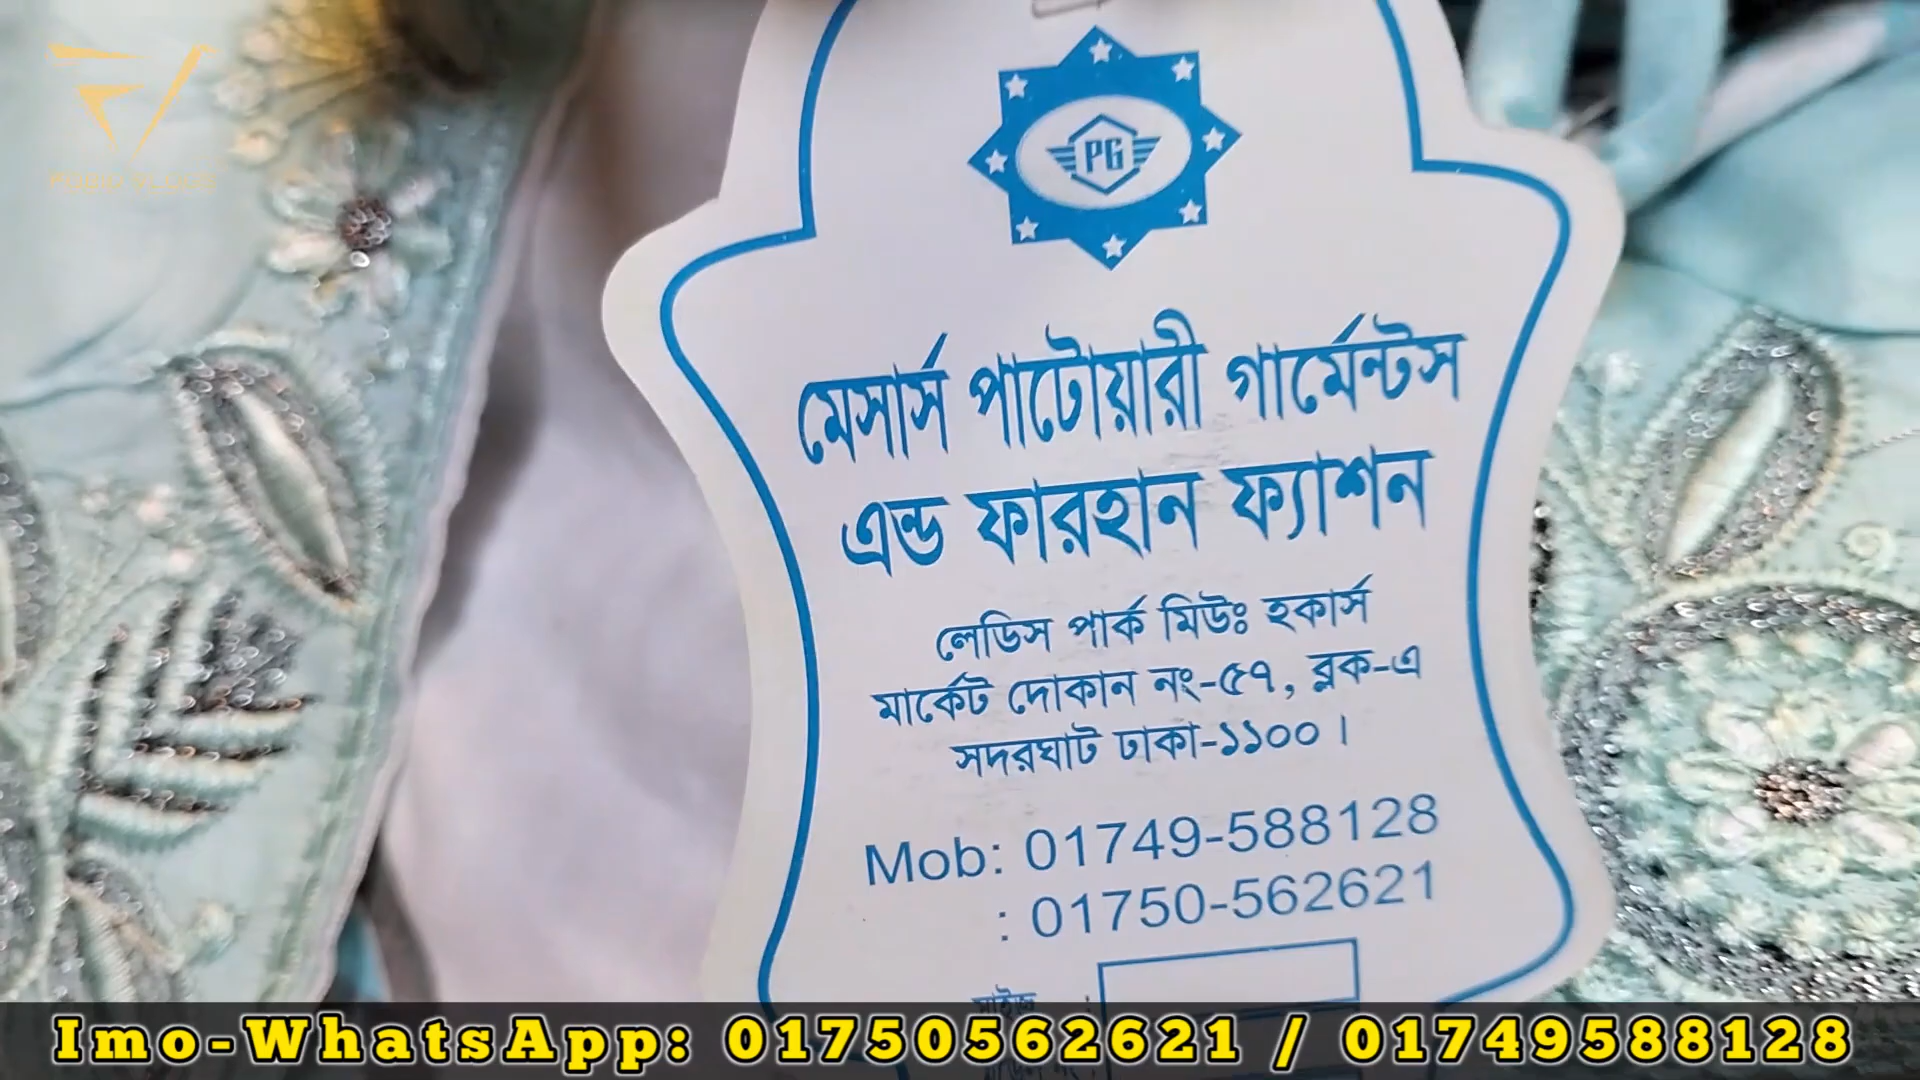 PG
মেসার্স পাটোয়ারী গার্মেন্টস
এন্ড ফারহান ফ্যাশন
লেডিস পার্ক মিউঃ হকার্স
মার্কেট দোকান নং-৫৭, ব্লক-এ
সদরঘাট ঢাকা-১১০০।
Mob: 01749-588128
: 01750-562621
সাইজ :
Imo-WhatsApp: 01750562621 / 01749588128